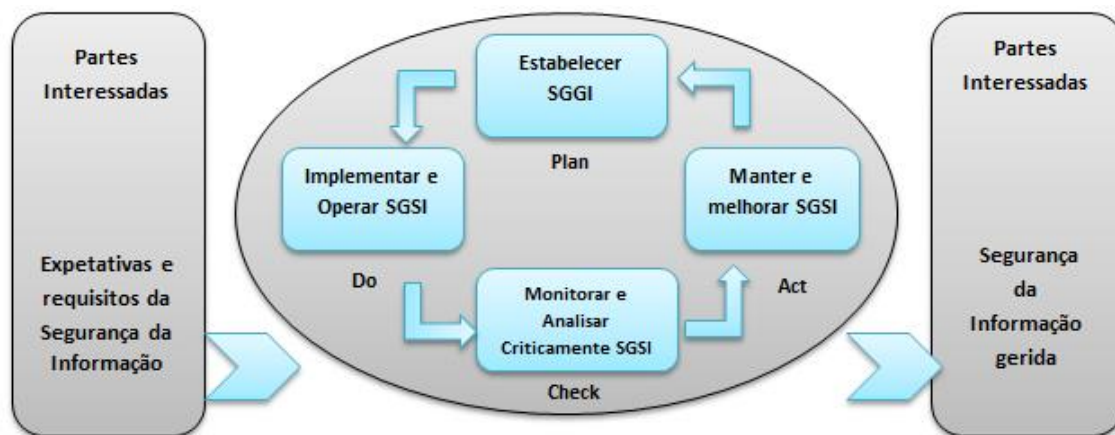 Partes
Interessadas
Expetativas e
requisitos da
Segurança da
Informação
Estabelecer
SGGI
Plan
Implementar e
Operar SGSI
Do
Monitorar e
Analisar
Criticamente SGSI
Check
Manter e
melhorar SGSI
Act
Partes
Interessadas
Segurança
da
Informação
gerida